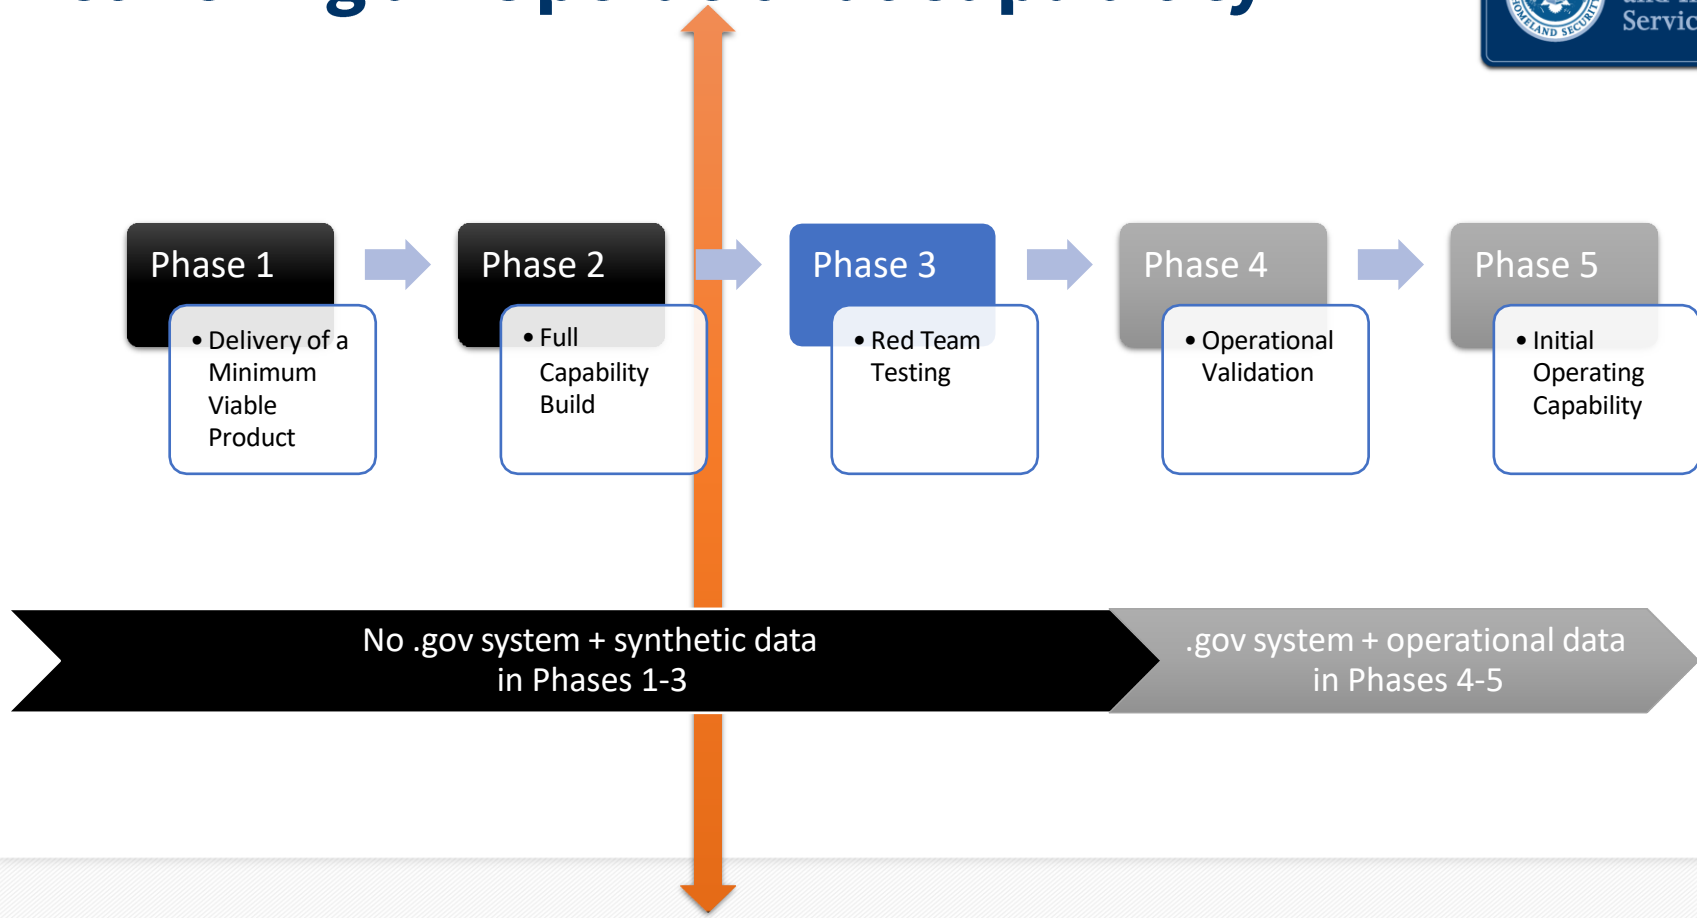 Phase 1
Phase 2
Phase 3
Phase 4
Phase 5
• Delivery of a
Minimum
Viable
Product
• Full
Capability
Build
• Red Team
Testing
• Operational
Validation
• Initial
Operating
Capability
No .gov system + synthetic data
in Phases 1-3
.gov system + operational data
in Phases 4-5